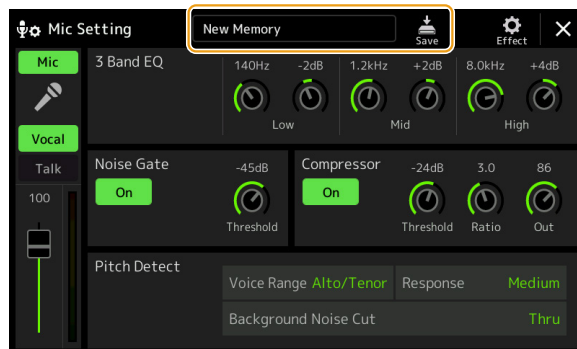 Mic Setting
New Memory
Save
Effect
Mic
Vocal
Talk
100
3 Band EQ
140Hz -2dB 1.2kHz +2dB 8.0kHz +4dB
Low Mid High
Noise Gate
On
-45dB
Threshold
Compressor
On
-24dB 3.0 86
Threshold Ratio Out
Pitch Detect
Voice Range Alto/Tenor Response Medium
Background Noise Cut Thru